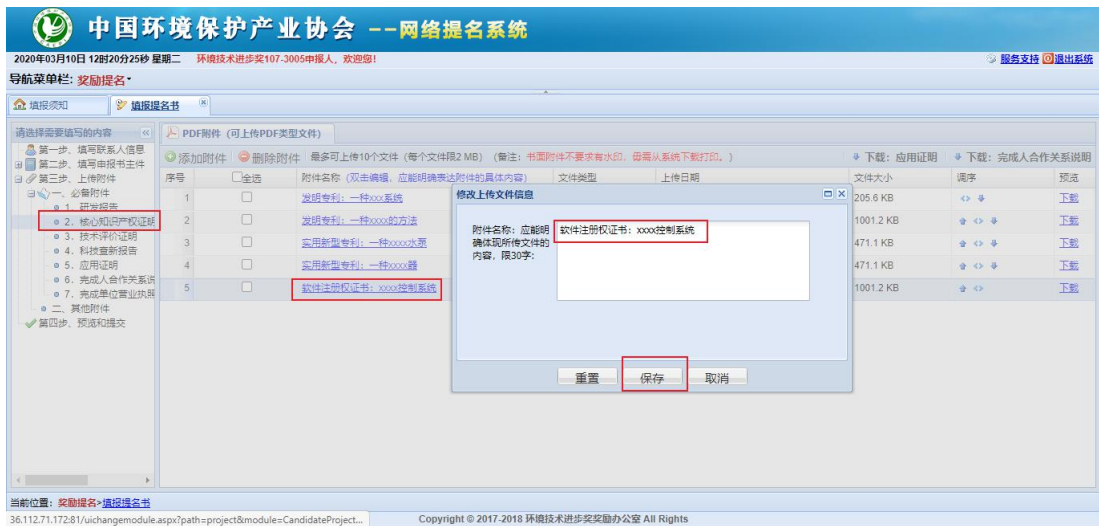 中国环境保护产业协会 --网络提名系统
2020年03月10日 12时20分25秒 星期二 环境技术进步奖107-3005申报人，欢迎您!
服务支持 退出系统
导航菜单栏: 奖励提名
填报须知 填报提名书
请选择需要填写的内容
第一步、填写联系人信息
第二步、填写申报书主件
第三步、上传附件
一、必备附件
1. 研发报告
2. 核心知识产权证明
3. 技术评价证明
4. 科技查新报告
5. 应用证明
6. 完成人合作关系说
7. 完成单位营业执照
二、其他附件
第四步、预览和提交
PDF附件（可上传PDF类型文件）
添加附件 删除附件 最多可上传10个文件（每个文件限2 MB）（备注：书面附件不要求有水印，毋需从系统下载打印。） 下载：应用证明 下载：完成人合作关系说明
序号 全选 附件名称（双击编辑，应能明确表达附件的具体内容） 文件类型 上传日期 文件大小 调序 预览
1 发明专利：一种xxx系统 205.6 KB 下载
2 发明专利：一种xxxx的方法 1001.2 KB 下载
3 实用新型专利：一种xxxx水泵 471.1 KB 下载
4 实用新型专利：一种xxxx器 471.1 KB 下载
5 软件注册权证书：xxxx控制系统 1001.2 KB 下载
修改上传文件信息
附件名称：应能明
确体现所传文件的
内容，限30字：
软件注册权证书：xxxx控制系统
重置 保存 取消
当前位置：奖励提名>填报提名书
36.112.71.172:81/uichangemodule.aspx?path=project&module=CandidateProject...
Copyright © 2017-2018 环境技术进步奖奖励办公室 All Rights